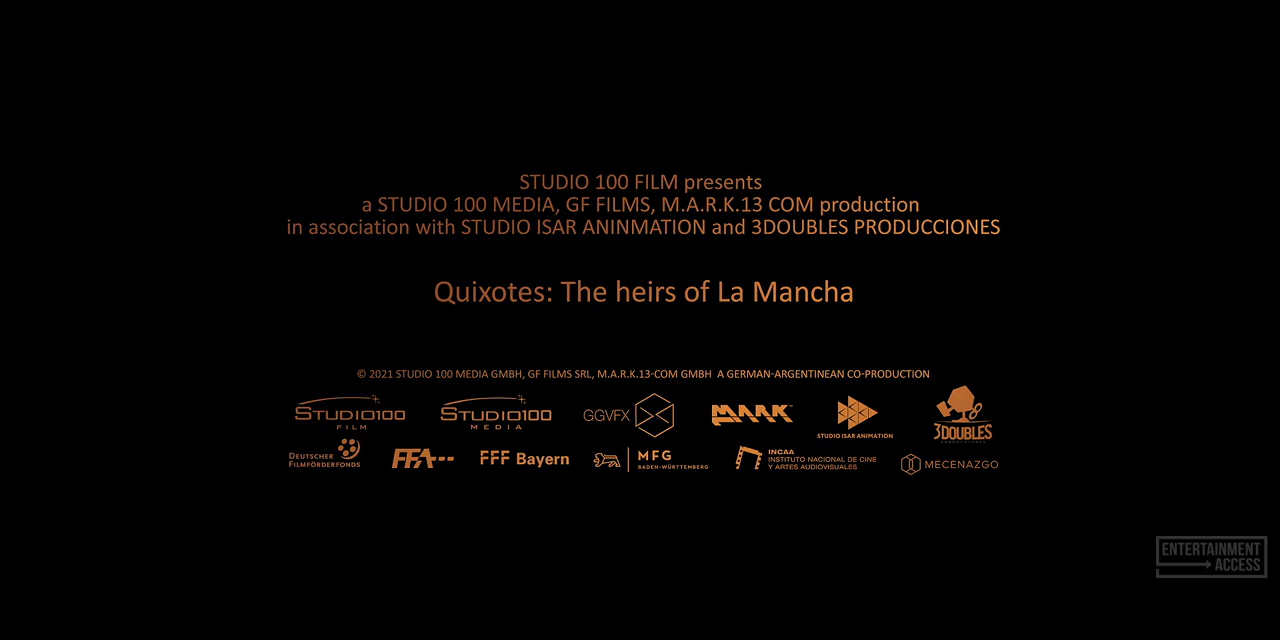 STUDIO 100 FILM presents
a STUDIO 100 MEDIA, GF FILMS, M.A.R.K.13 COM production
in association with STUDIO ISAR ANINMATION and 3DOUBLES PRODUCCIONES
Quixotes: The heirs of La Mancha
© 2021 STUDIO 100 MEDIA GMBH, GF FILMS SRL, M.A.R.K.13-COM GMBH A GERMAN-ARGENTINEAN CO-PRODUCTION
STUDIO100
FILM
STUDIO100
MEDIA
GGVFX
MARK™
STUDIO ISAR ANIMATION
3DOUBLES
PRODUCCIONES
DEUTSCHER
FILMFÖRDERFONDS
FFA
FFF Bayern
MFG
BADEN-WÜRTTEMBERG
INCAA
INSTITUTO NACIONAL DE CINE
Y ARTES AUDIOVISUALES
MECENAZGO
ENTERTAINMENT
ACCESS